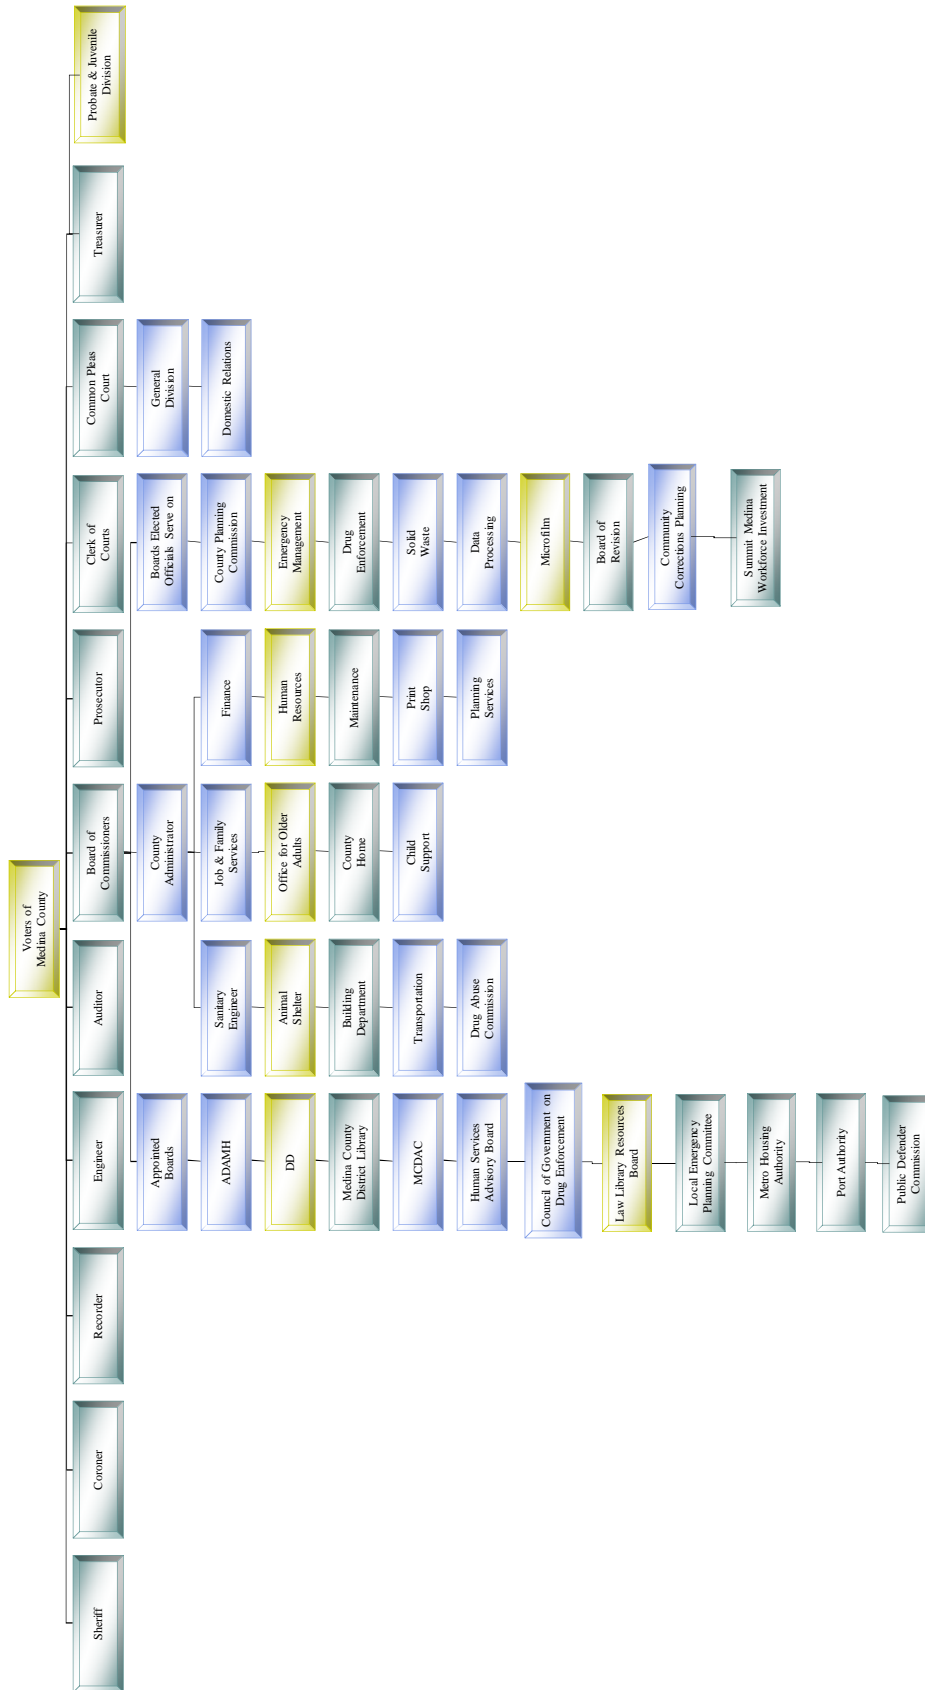 Voters of
Medina County
Sheriff
Coroner
Recorder
Engineer
Auditor
Board of
Commissioners
Prosecutor
Clerk of
Courts
Common Pleas
Court
Treasurer
Probate & Juvenile
Division
Appointed
Boards
County
Administrator
Boards Elected
Officials Serve on
General
Division
ADAMH
Sanitary
Engineer
Job & Family
Services
Finance
County Planning
Commission
Domestic Relations
DD
Animal
Shelter
Office for Older
Adults
Human
Resources
Emergency
Management
Medina County
District Library
Building
Department
County
Home
Maintenance
Drug
Enforcement
MCDAC
Transportation
Child
Support
Print
Shop
Solid
Waste
Human Services
Advisory Board
Drug Abuse
Commission
Planning
Services
Data
Processing
Council of Government on
Drug Enforcement
Microfilm
Law Library Resources
Board
Board of
Revision
Local Emergency
Planning Committee
Community
Corrections Planning
Metro Housing
Authority
Summit Medina
Workforce Investment
Port Authority
Public Defender
Commission